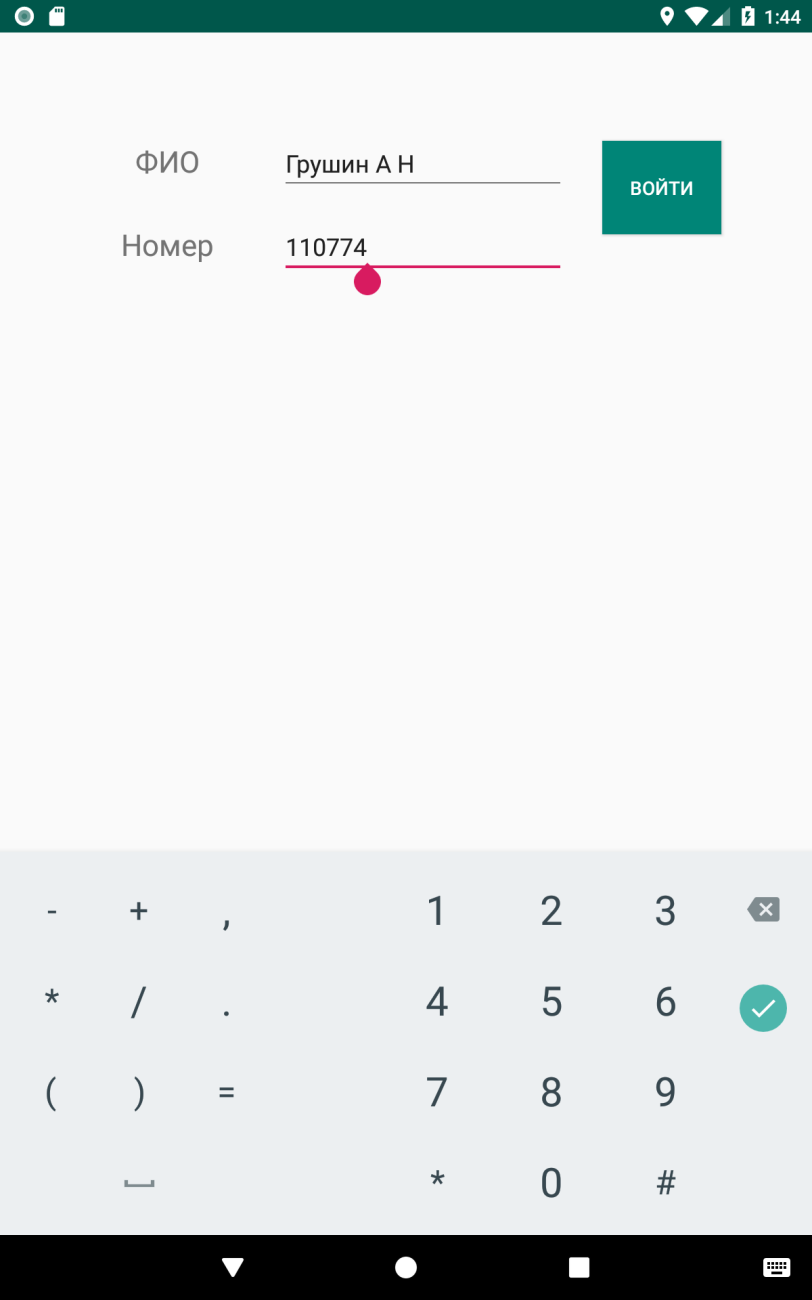 1:44
ФИО Грушин А Н
ВОЙТИ
Номер 110774
- + , 1 2 3
* / . 4 5 6
( ) = 7 8 9
* 0 #